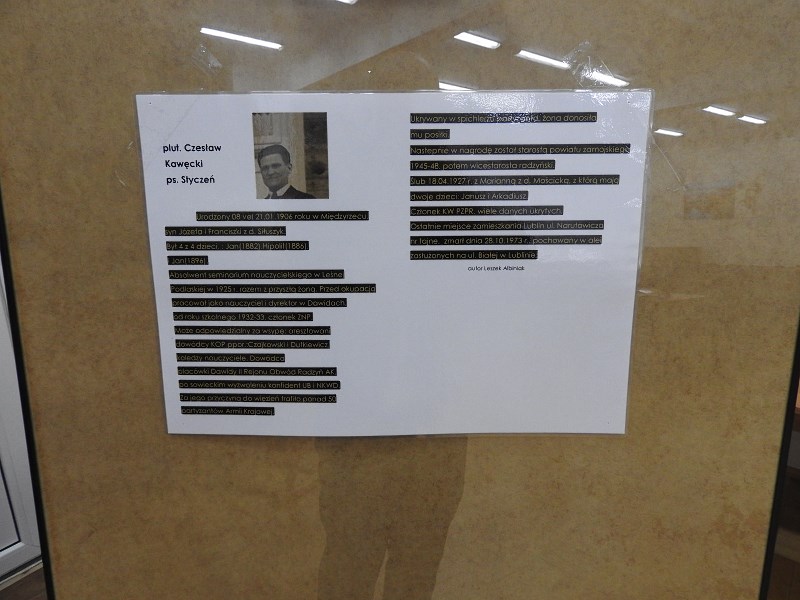 plut. Czesław
Kawęcki
ps. Styczeń
Urodzony 08 vel 21.01.1906 roku w Międzyrzecu,
syn Józefa i Franciszki z d. Siłuszyk.
Był 4 z 4 dzieci. : Jan(1882) Hipolit(1886)
, Jan(1896).
Absolwent seminarium nauczycielskiego w Leśnej
Podlaskiej w 1925 r. razem z przyszłą żoną. Przed okupacją
pracował jako nauczyciel i dyrektor w Dawidach,
od roku szkolnego 1932-33, członek ZNP.
Może odpowiedzialny za wsypę: aresztowani
dowódcy KOP ppor.:Czajkowski i Dutkiewicz,
koledzy nauczyciele. Dowódca
placówki Dawidy II Rejonu Obwód Radzyń AK,
po sowieckim wyzwoleniu konfident UB i NKWD.
Za jego przyczyną do więzień trafiło ponad 50
partyzantów Armii Krajowej.
Ukrywany w spichlerzu żona donosiła
mu posiłki.
Następnie w nagrodę został starostą powiatu
1945-48, potem wicestarosta radzyński.
Ślub 18.04.1927 r. z Marianną z d. Mościcką, z którą mają
dwoje dzieci: Janusz i Arkadiusz.
Członek KW PZPR, wiele danych ukrytych.
Ostatnie miejsce zamieszkania Lublin ul. Narutowicza
nr tajne, zmarł dnia 28.10.1973 r., pochowany w alei
zasłużonych na ul. Białej w Lublinie.
autor Leszek Albiniak